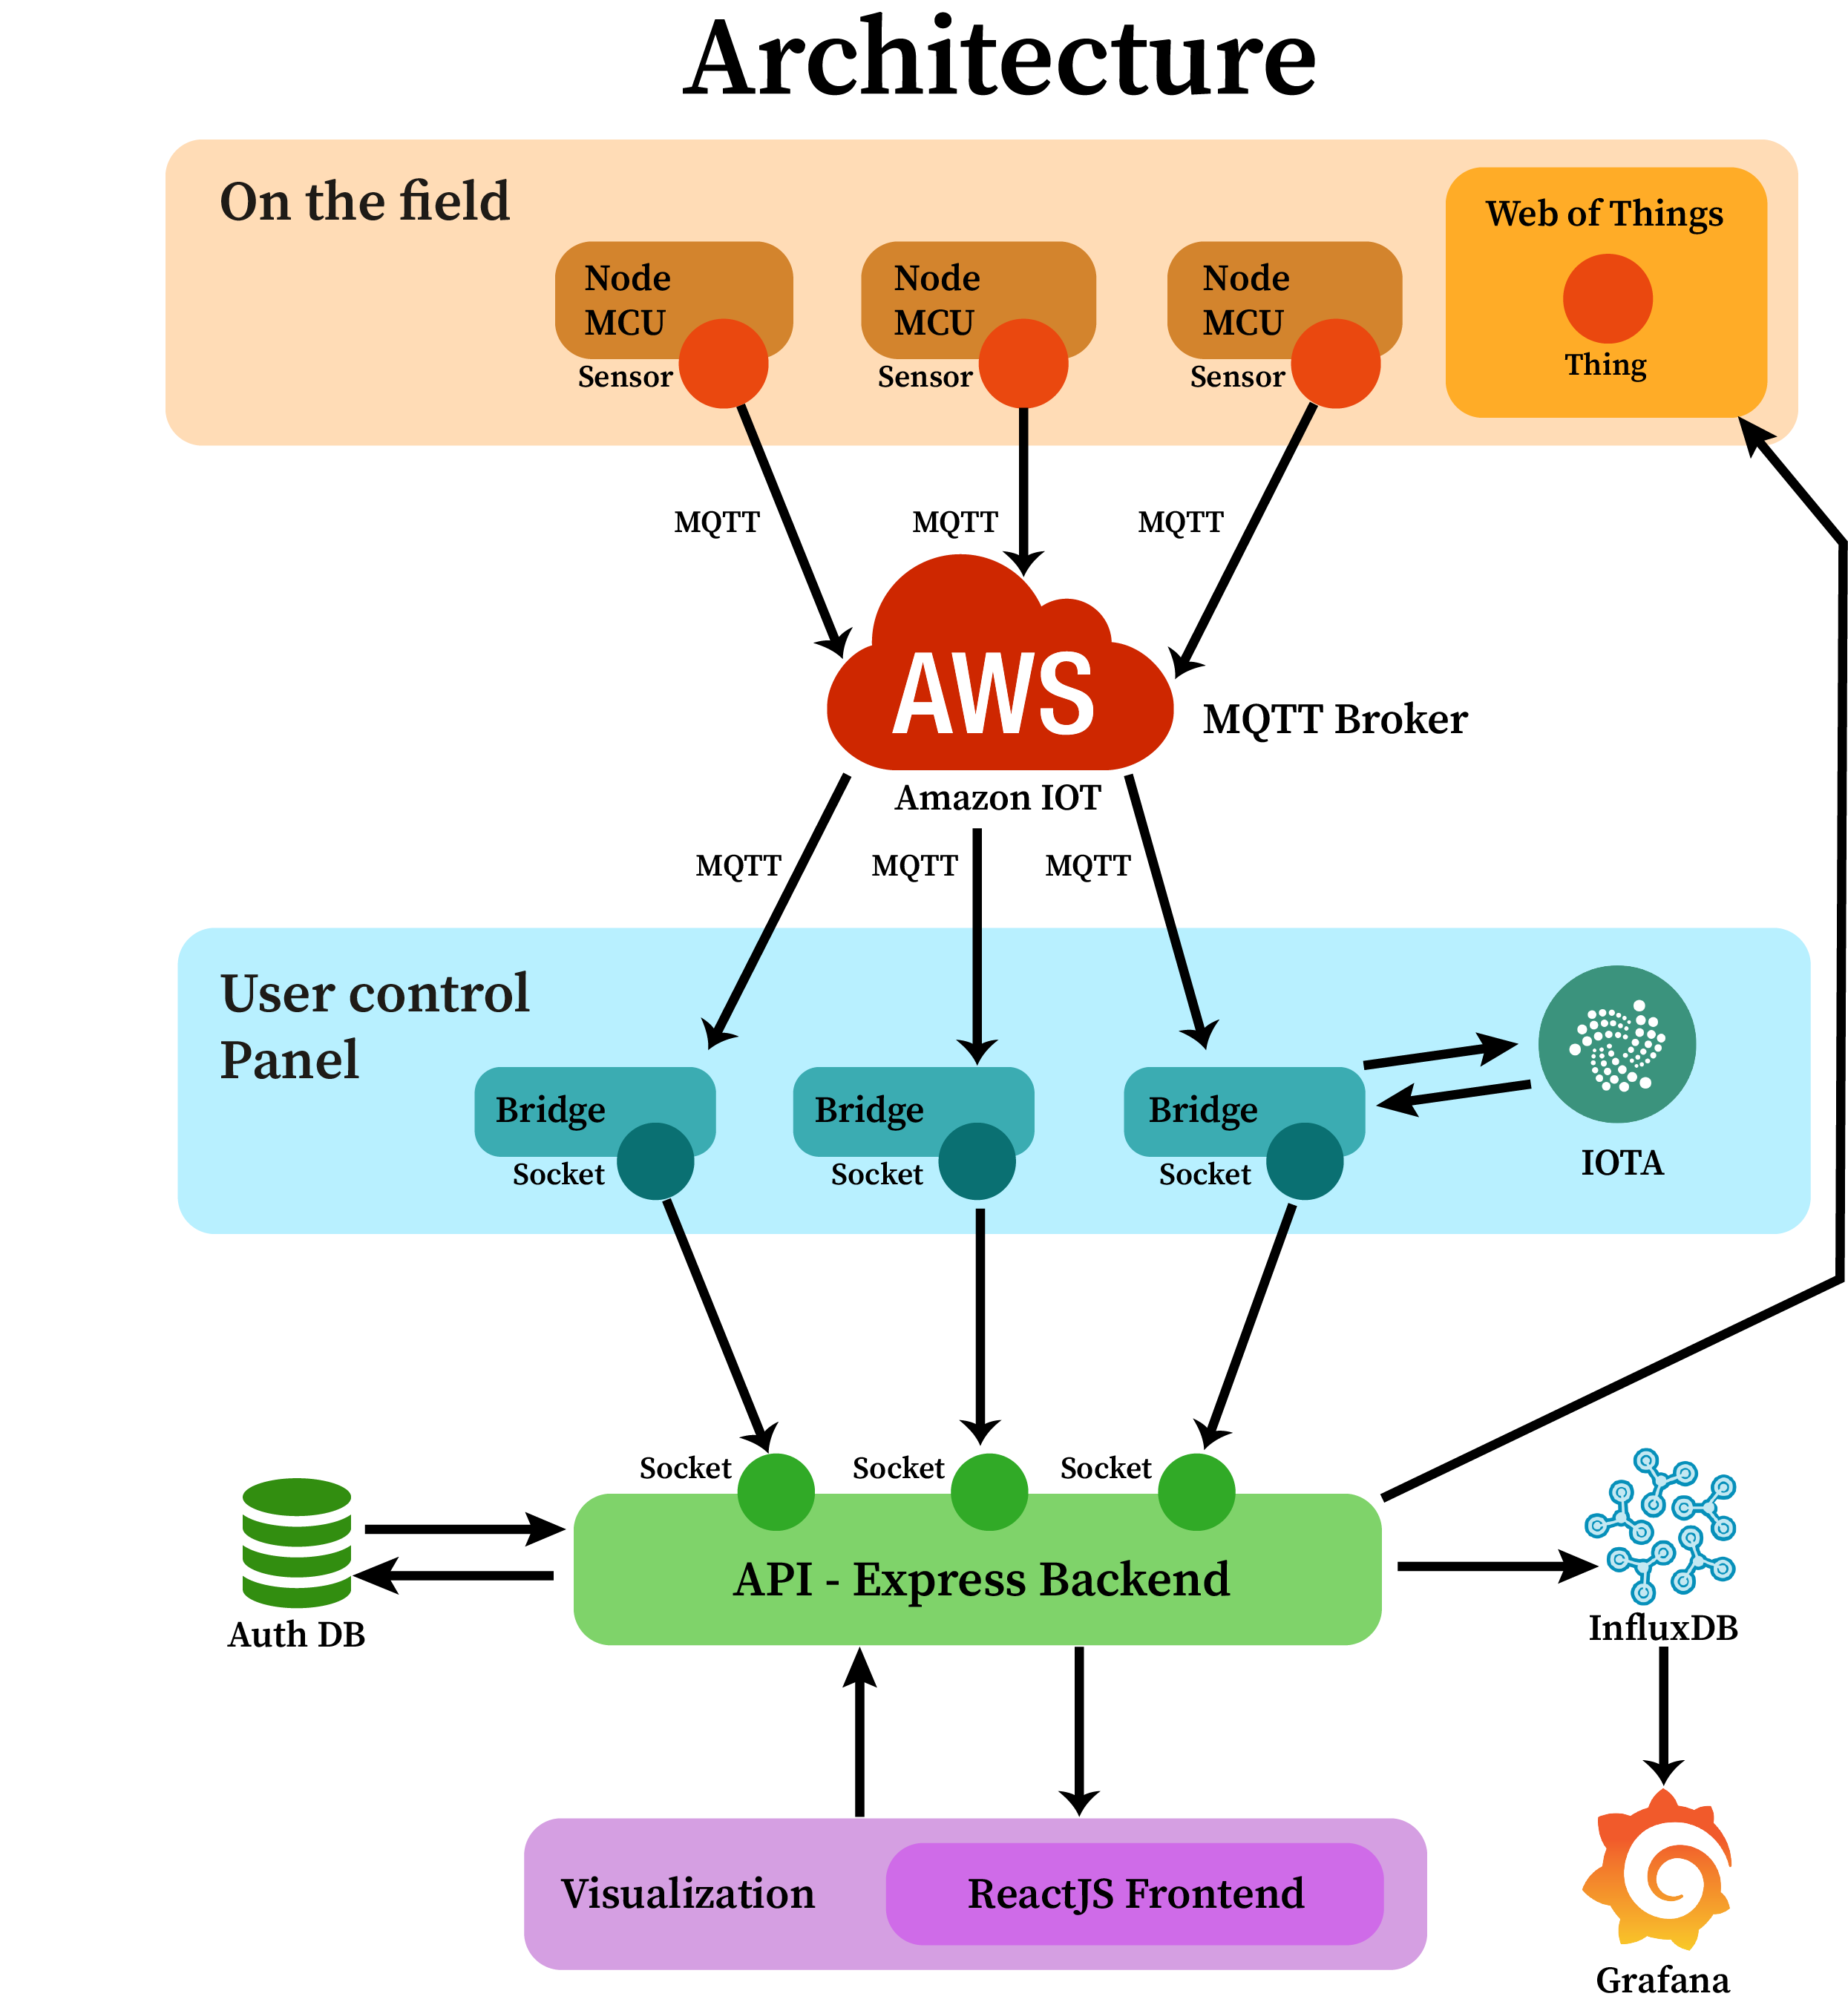 Architecture
On the field
Web of Things
Node
MCU
Sensor
Node
MCU
Sensor
Node
MCU
Sensor
Thing
MQTT
MQTT
MQTT
AWS
MQTT Broker
Amazon IOT
MQTT
MQTT
MQTT
User control
Panel
Bridge
Socket
Bridge
Socket
Bridge
Socket
IOTA
Socket
Socket
Socket
API - Express Backend
Auth DB
InfluxDB
Visualization
ReactJS Frontend
Grafana